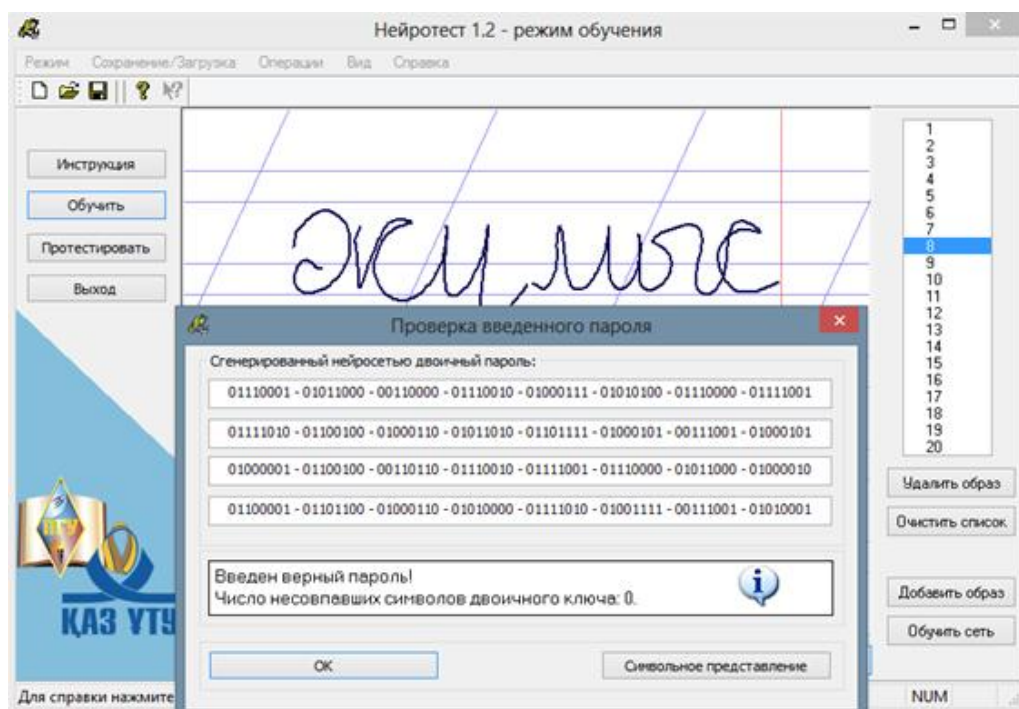 Нейротест 1.2 - режим обучения
Режим Сохранение/Загрузка Операции Вид Справка
Инструкция
Обучить
Протестировать
Выход
1
2
3
4
5
6
7
8
9
10
11
12
13
14
15
16
17
18
19
20
Удалить образ
Очистить список
Добавить образ
Обучить сеть
Проверка введенного пароля
Сгенерированный нейросетью двоичный пароль:
01110001 - 01011000 - 00110000 - 01110010 - 01000111 - 01010100 - 01110000 - 01111001
01111010 - 01100100 - 01000110 - 01011010 - 01101111 - 01000101 - 00111001 - 01000101
01000001 - 01100100 - 00110110 - 01110010 - 01111001 - 01110000 - 01011000 - 01000010
01100001 - 01101100 - 01000110 - 01010000 - 01111010 - 01001111 - 00111001 - 01010001
Введен верный пароль!
Число несовпавших символов двоичного ключа: 0.
OK
Символьное представление
ПГУ
ҚАЗ ҰТУ
Для справки нажмите
NUM